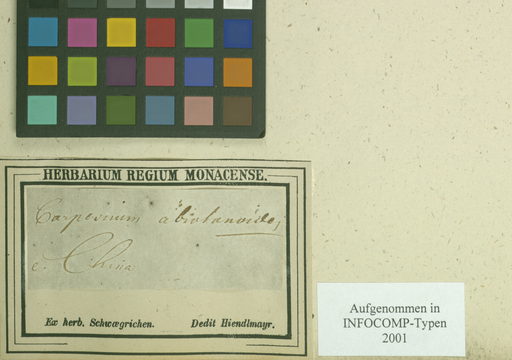 HERBARIUM REGIUM MONACENSE.
Carpesium abrotanoides
e China
Ex herb. Schwægrichen. Dedit Hiendlmayr.
Aufgenommen in
INFOCOMP-Typen
2001